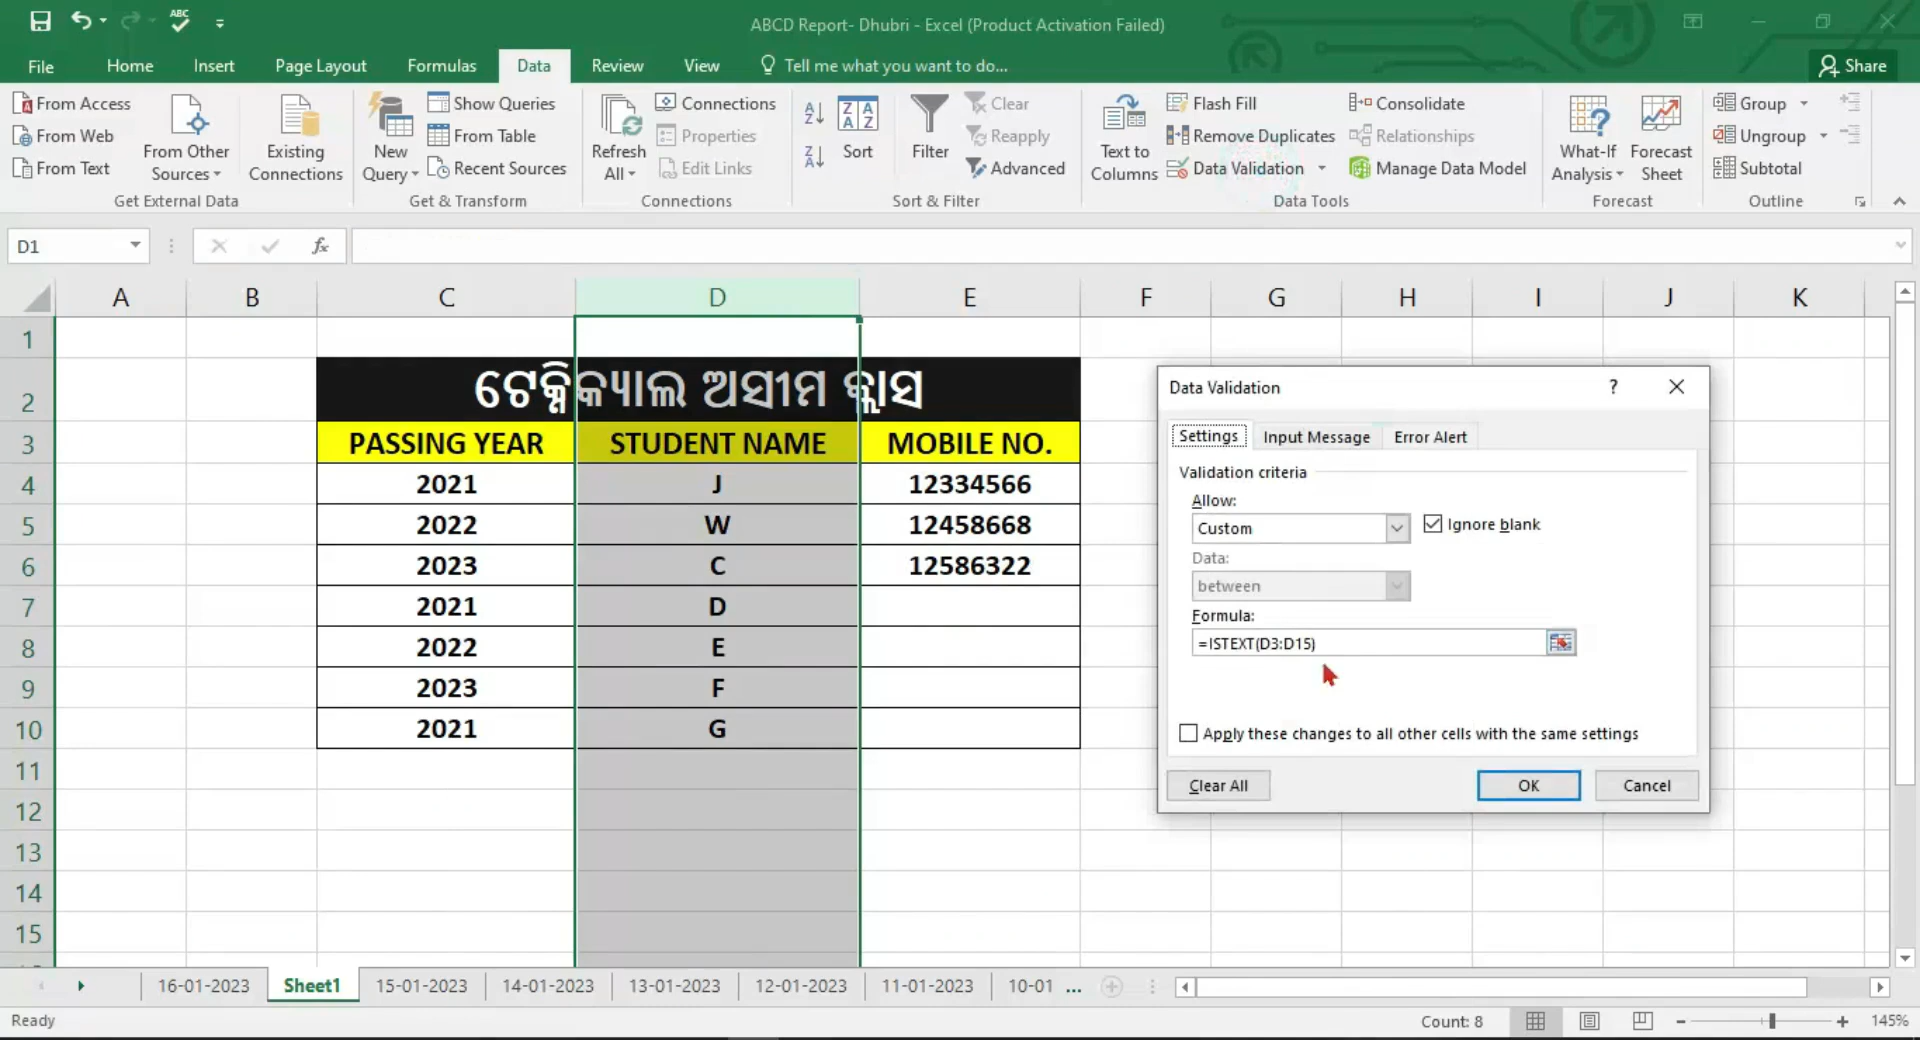 ABCD Report- Dhubri - Excel (Product Activation Failed)
File Home Insert Page Layout Formulas Data Review View Tell me what you want to do... Share
From Access
From Web
From Text
From Other
Sources
Get External Data
Existing
Connections
New
Query
Show Queries
From Table
Recent Sources
Get & Transform
Refresh
All
Connections
Properties
Edit Links
Connections
Sort
Filter
Clear
Reapply
Advanced
Sort & Filter
Text to
Columns
Flash Fill
Remove Duplicates
Data Validation
Consolidate
Relationships
Manage Data Model
Data Tools
What-If
Analysis
Forecast
Sheet
Forecast
Group
Ungroup
Subtotal
Outline
D1 fx
A B C D E F G H I J K
1
2 ଟେକ୍ନିକ୍ୟାଲ ଅସୀମ କ୍ଲାସ
3 PASSING YEAR STUDENT NAME MOBILE NO.
4 2021 J 12334566
5 2022 W 12458668
6 2023 C 12586322
7 2021 D
8 2022 E
9 2023 F
10 2021 G
11
12
13
14
15
Data Validation ?
Settings Input Message Error Alert
Validation criteria
Allow:
Custom Ignore blank
Data:
between
Formula:
=ISTEXT(D3:D15)
Apply these changes to all other cells with the same settings
Clear All OK Cancel
16-01-2023 Sheet1 15-01-2023 14-01-2023 13-01-2023 12-01-2023 11-01-2023 10-01 ...
Ready Count: 8 145%